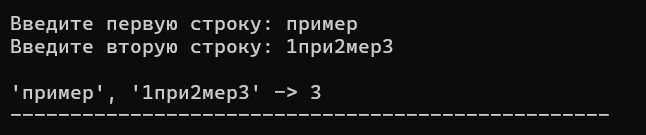 Введите первую строку: пример
Введите вторую строку: 1при2мер3
'пример', '1при2мер3' -> 3
--------------------------------------------------